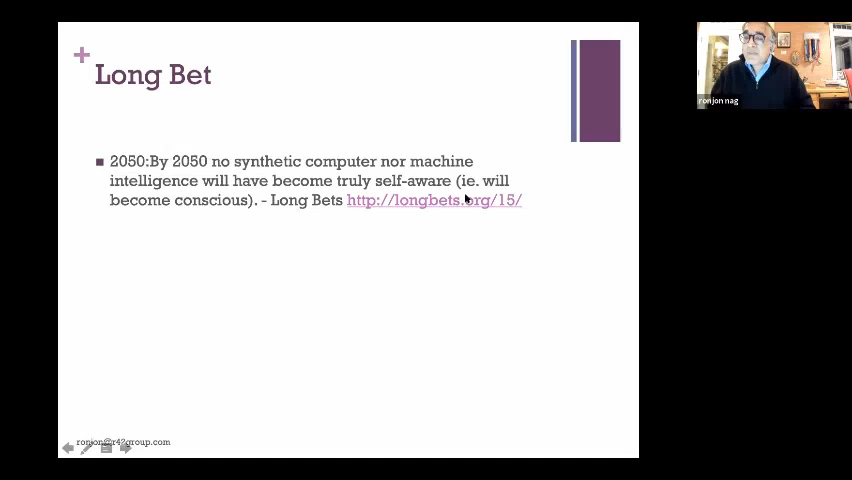 +
Long Bet
2050:By 2050 no synthetic computer nor machine
intelligence will have become truly self-aware (ie. will
become conscious). - Long Bets http://longbets.org/15/
ronjon@r42group.com
ronjon nag